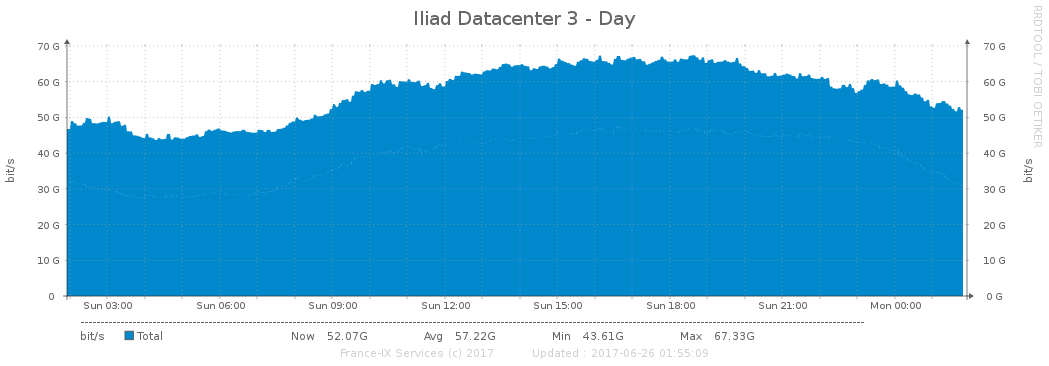 Iliad Datacenter 3 - Day
RRDTOOL / TOBI OETIKER
70 G 70 G
60 G 60 G
50 G 50 G
40 G 40 G
30 G 30 G
20 G 20 G
10 G 10 G
0 0 G
bit/s bit/s
Sun 03:00 Sun 06:00 Sun 09:00 Sun 12:00 Sun 15:00 Sun 18:00 Sun 21:00 Mon 00:00
bit/s Total Now 52.07G Avg 57.22G Min 43.61G Max 67.33G
France-IX Services (c) 2017 Updated : 2017-06-26 01:55:09